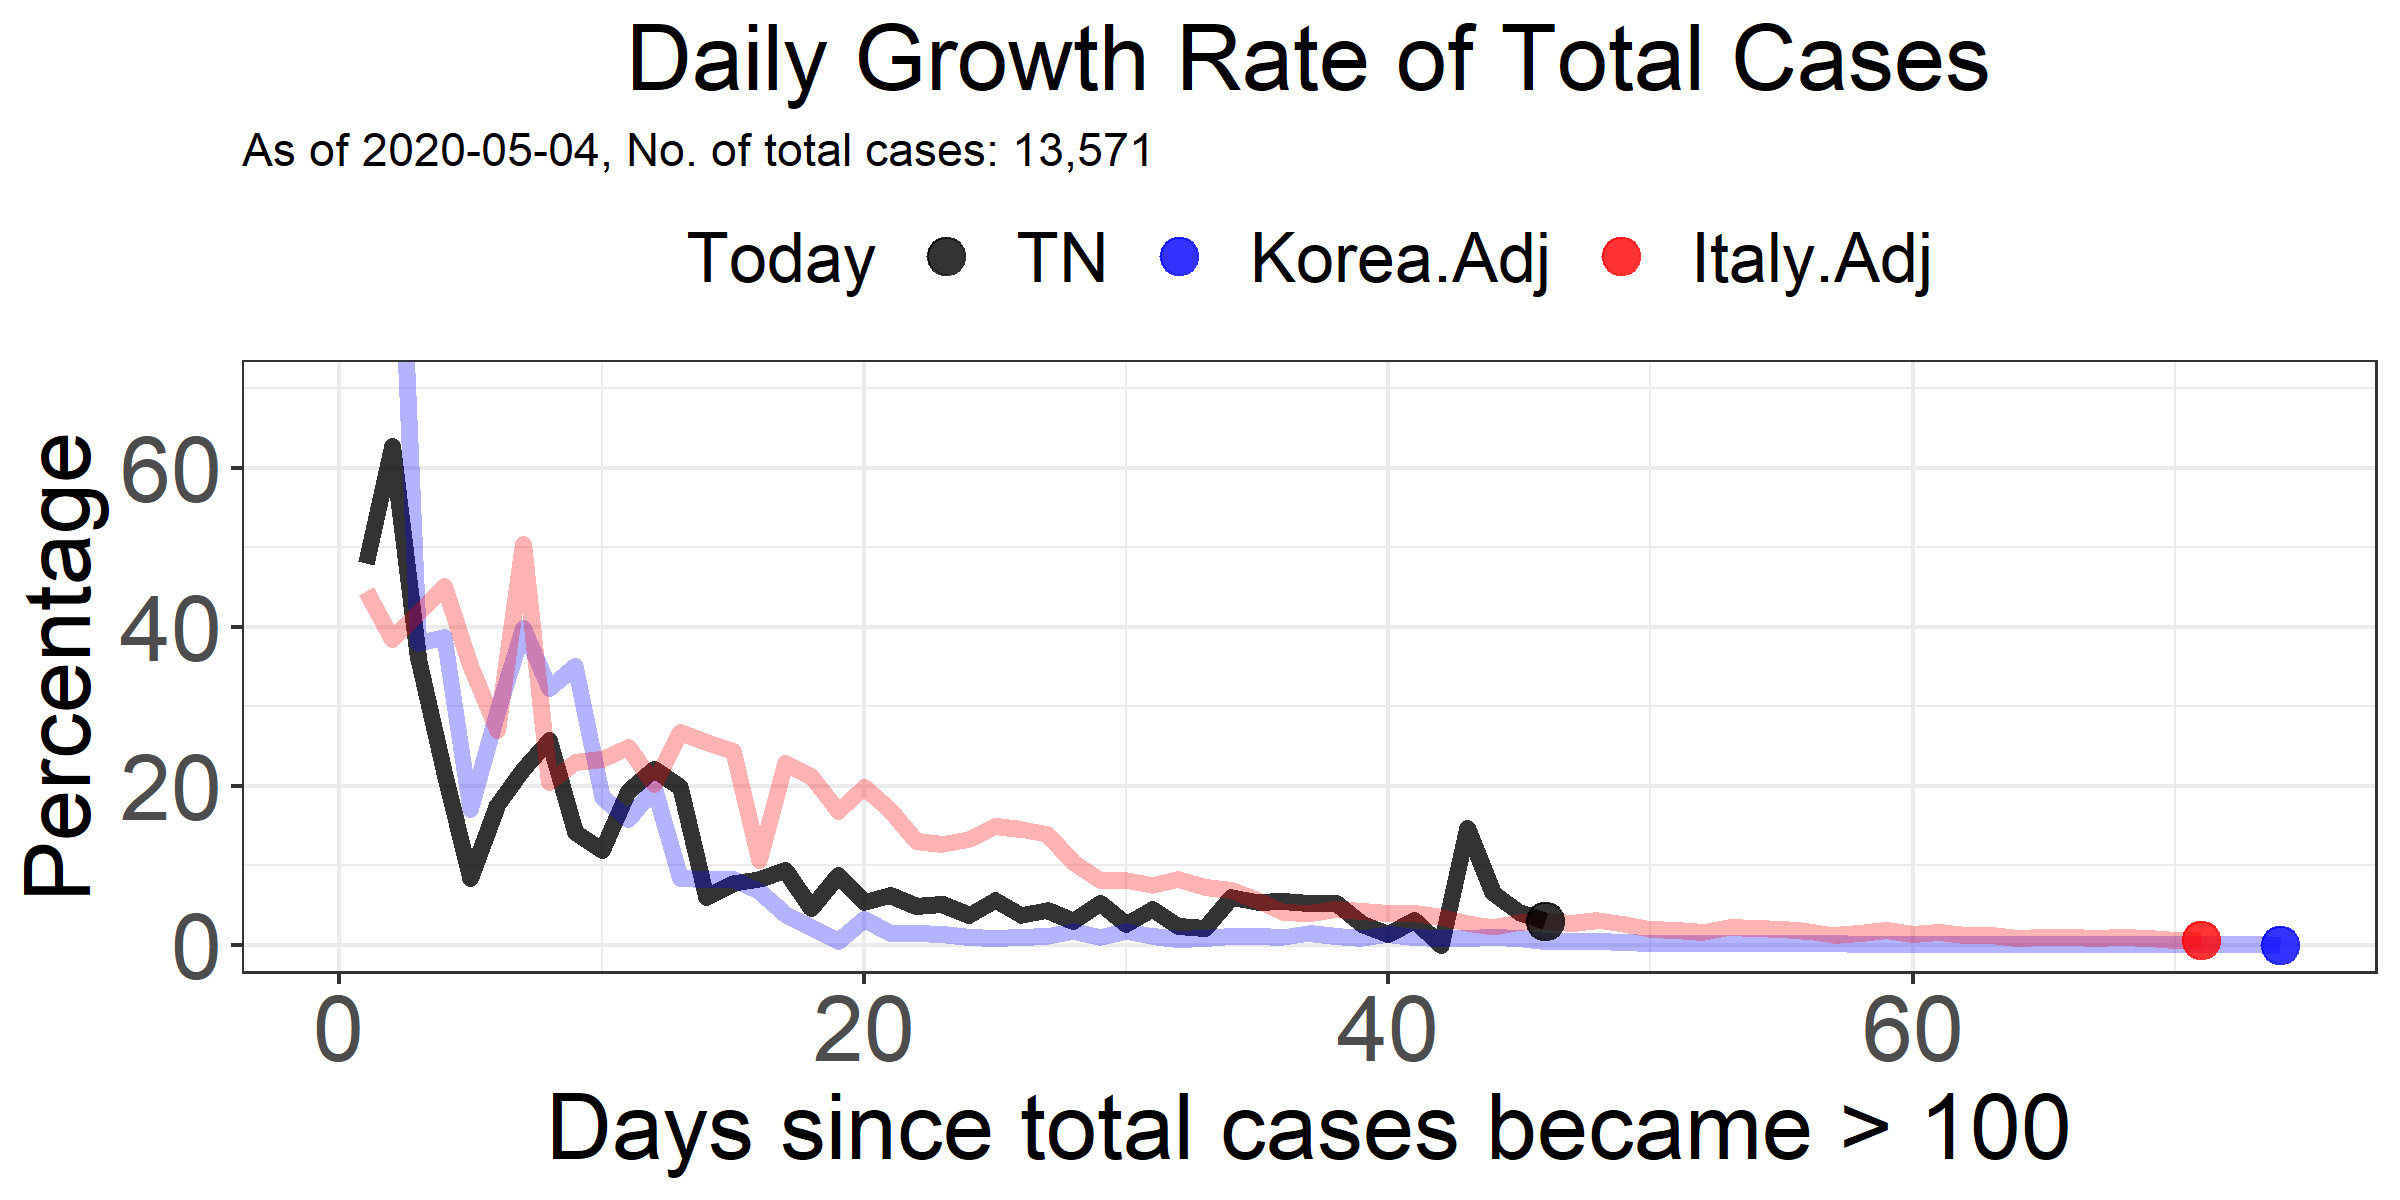 Daily Growth Rate of Total Cases
As of 2020-05-04, No. of total cases: 13,571
Today TN Korea.Adj Italy.Adj
Percentage
60
40
20
0
0 20 40 60
Days since total cases became > 100